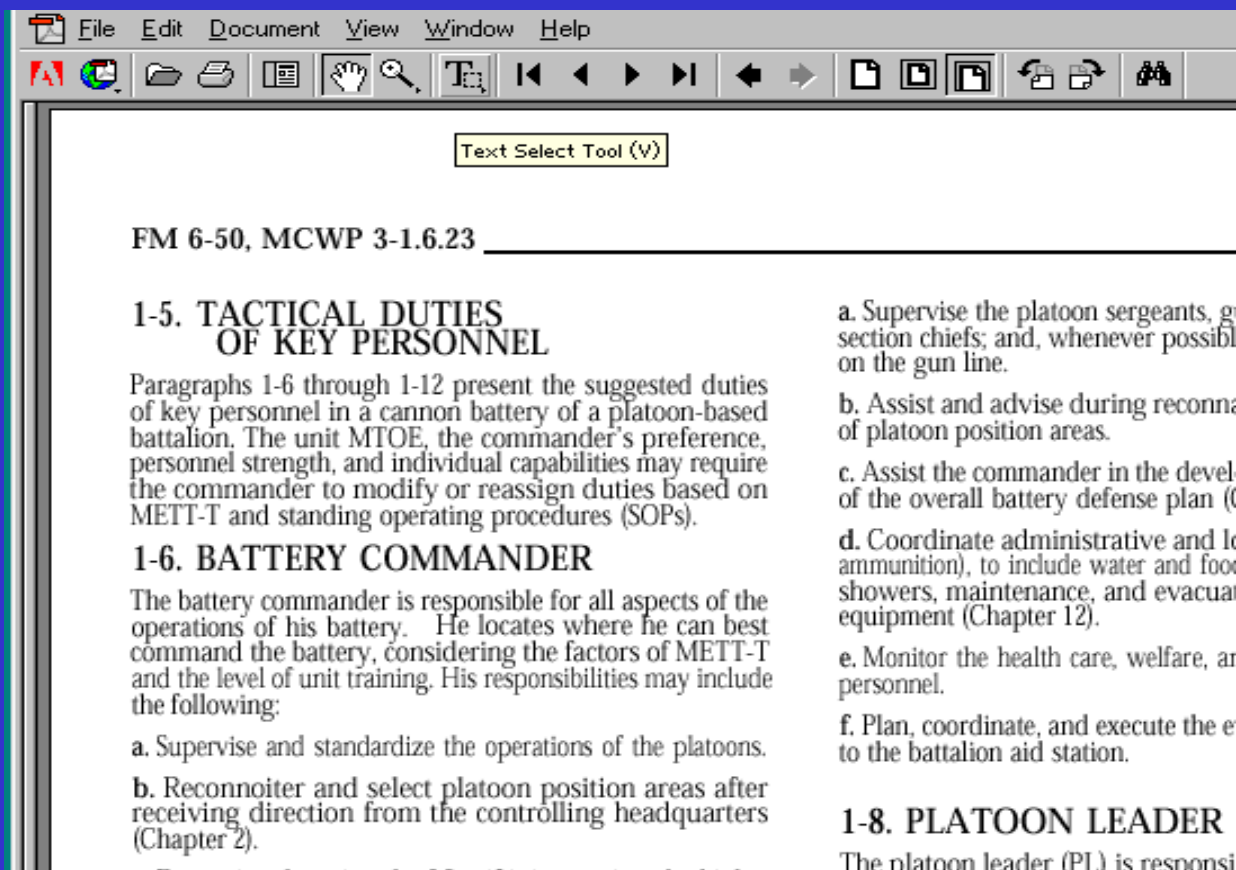 File Edit Document View Window Help
Text Select Tool (V)
FM 6-50, MCWP 3-1.6.23
1-5. TACTICAL DUTIES
OF KEY PERSONNEL
Paragraphs 1-6 through 1-12 present the suggested duties
of key personnel in a cannon battery of a platoon-based
battalion. The unit MTOE, the commander's preference,
personnel strength, and individual capabilities may require
the commander to modify or reassign duties based on
METT-T and standing operating procedures (SOPs).
1-6. BATTERY COMMANDER
The battery commander is responsible for all aspects of the
operations of his battery. He locates where he can best
command the battery, considering the factors of METT-T
and the level of unit training. His responsibilities may include
the following:
a. Supervise and standardize the operations of the platoons.
b. Reconnoiter and select platoon position areas after
receiving direction from the controlling headquarters
(Chapter 2).
a. Supervise the platoon sergeants,
section chiefs; and, whenever
on the gun line.
b. Assist and advise during
of platoon position areas.
c. Assist the commander in the
of the overall battery defense plan
d. Coordinate administrative and
ammunition), to include water and
showers, maintenance, and
equipment (Chapter 12).
e. Monitor the health care, welfare,
personnel.
f. Plan, coordinate, and execute the
to the battalion aid station.
1-8. PLATOON LEADER
The platoon leader (PL) is